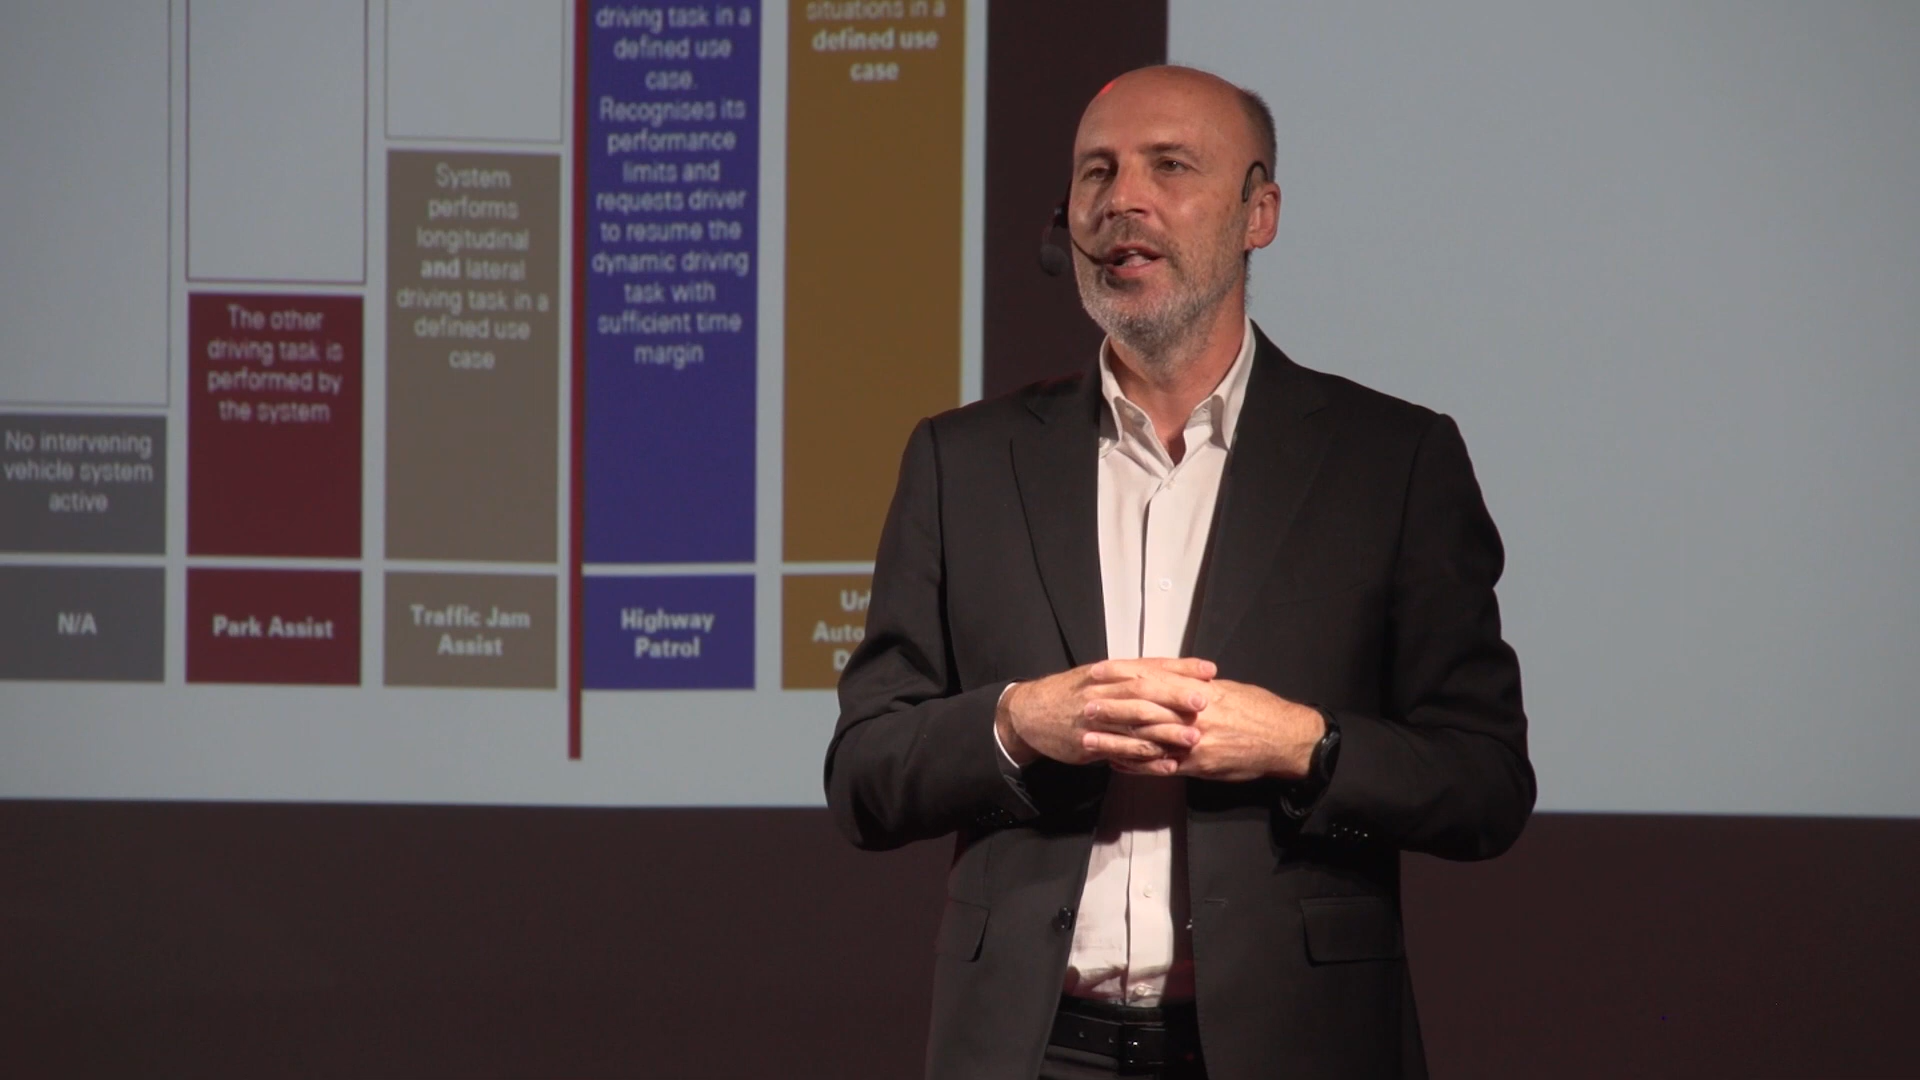 No intervening
vehicle system
active
N/A
The other
driving task is
performed by
the system
Park Assist
System
performs
longitudinal
and lateral
driving task in a
defined use
case
Traffic Jam
Assist
driving task in a
defined use
case.
Recognises its
performance
limits and
requests driver
to resume the
dynamic driving
task with
sufficient time
margin
Highway
Patrol
situations in a
defined use
case